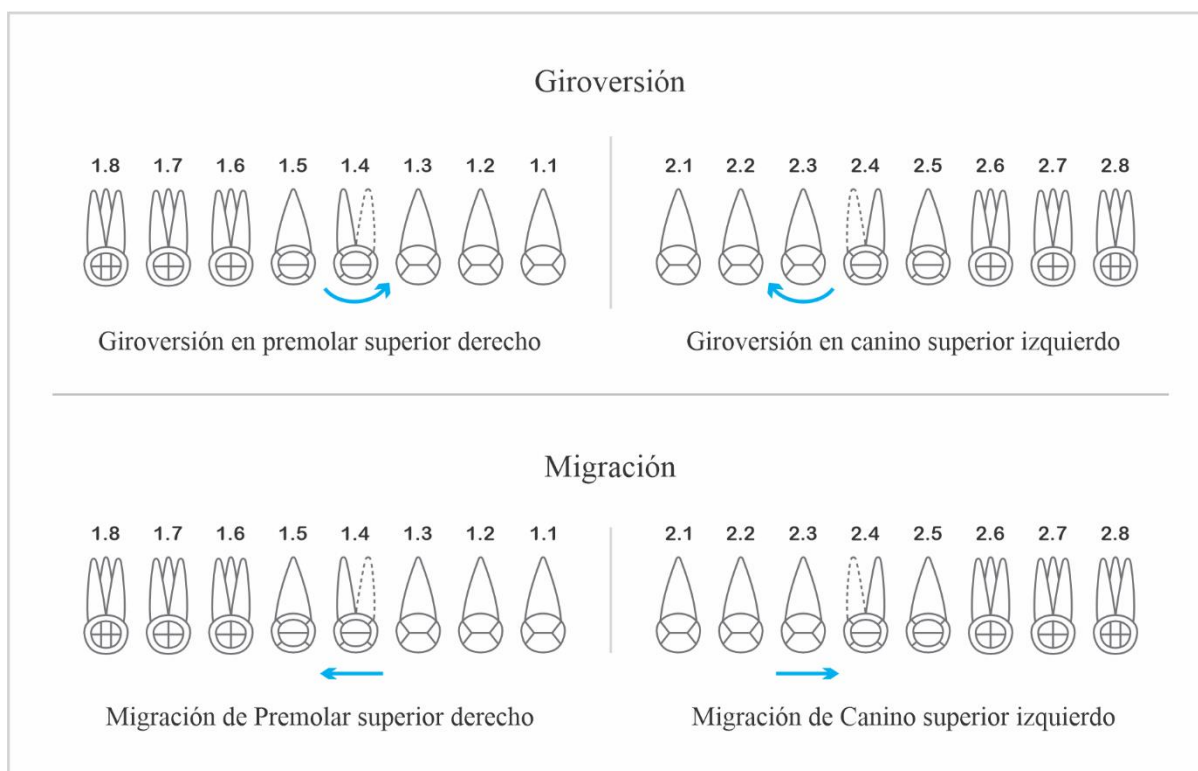 Giroversión
1.8 1.7 1.6 1.5 1.4 1.3 1.2 1.1 2.1 2.2 2.3 2.4 2.5 2.6 2.7 2.8
Giroversión en premolar superior derecho
Giroversión en canino superior izquierdo
Migración
1.8 1.7 1.6 1.5 1.4 1.3 1.2 1.1 2.1 2.2 2.3 2.4 2.5 2.6 2.7 2.8
Migración de Premolar superior derecho
Migración de Canino superior izquierdo